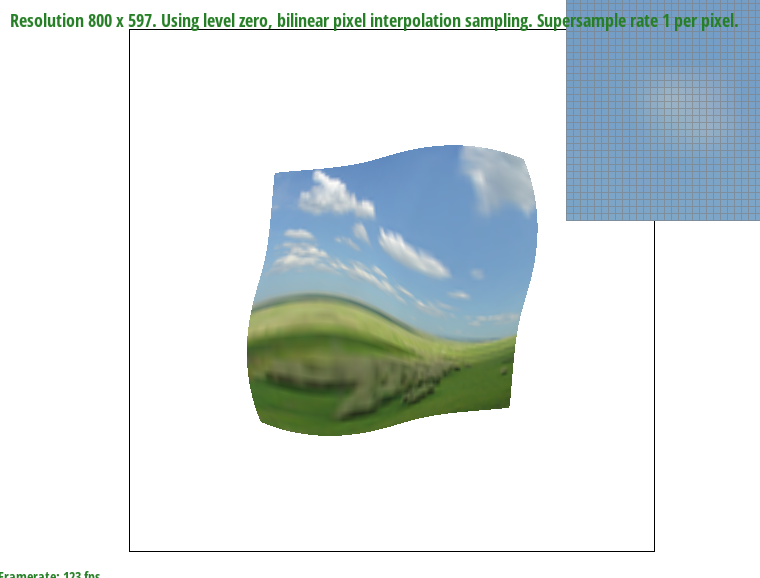 Resolution 800 x 597. Using level zero, bilinear pixel interpolation sampling. Supersample rate 1 per pixel.
Framerate: 123 fps